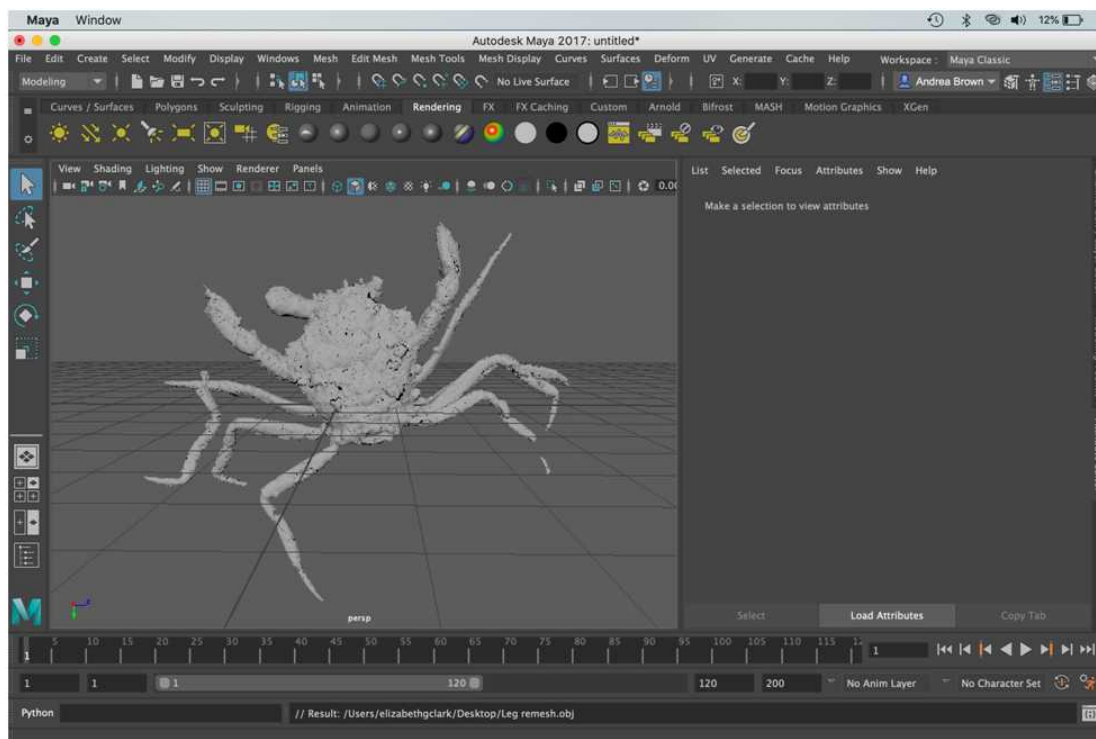 Maya Window 12%
Autodesk Maya 2017: untitled*
File Edit Create Select Modify Display Windows Mesh Edit Mesh Mesh Tools Mesh Display Curves Surfaces Deform UV Generate Cache Help Workspace : Maya Classic
Modeling No Live Surface X: Y: Z: Andrea Brown
Curves / Surfaces Polygons Sculpting Rigging Animation Rendering FX FX Caching Custom Arnold Bifrost MASH Motion Graphics XGen
View Shading Lighting Show Renderer Panels
List Selected Focus Attributes Show Help
0.00
Make a selection to view attributes
persp
Select Load Attributes Copy Tab
5 10 15 20 25 30 35 40 45 50 55 60 65 70 75 80 85 90 95 100 105 110 115 12
1 1
1 1 1 120 120 200 No Anim Layer No Character Set
Python // Result: /Users/elizabethgclark/Desktop/Leg remesh.obj